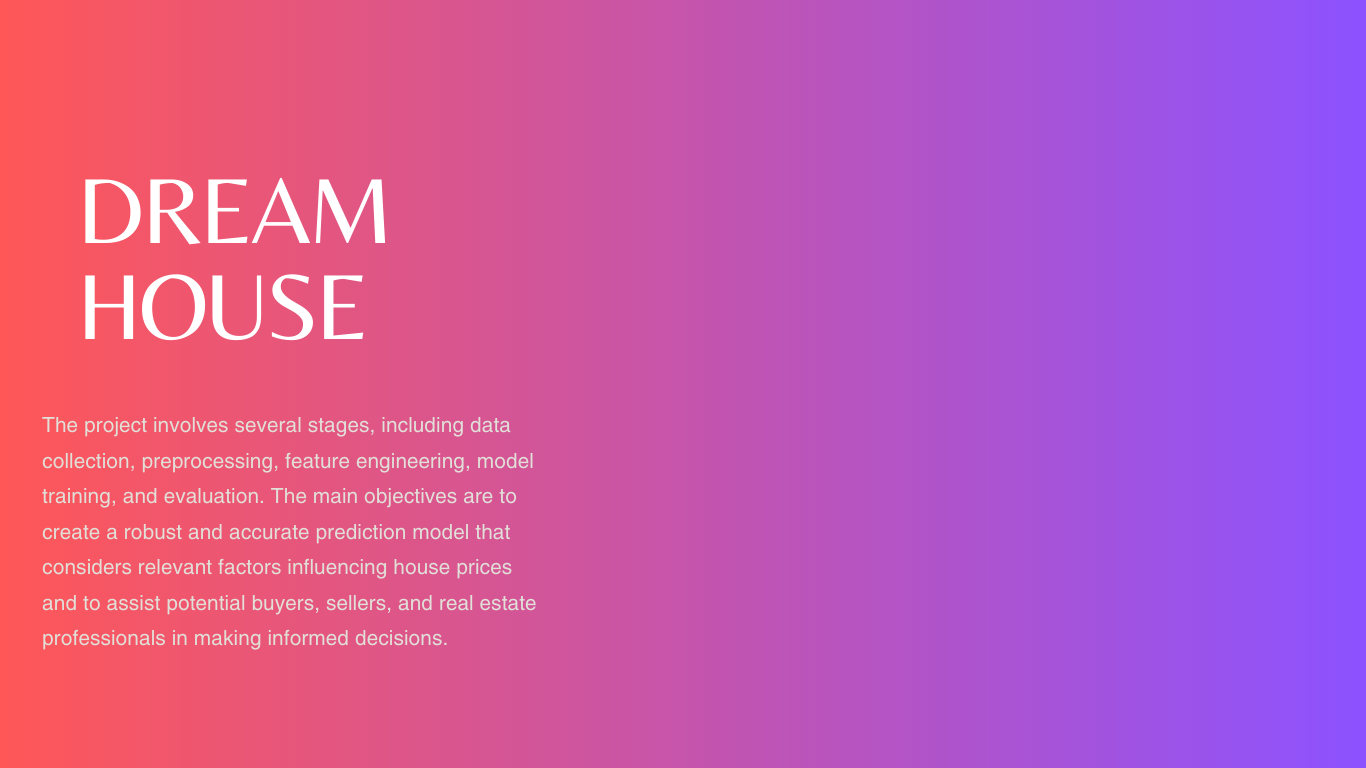 DREAM
HOUSE
The project involves several stages, including data
collection, preprocessing, feature engineering, model
training, and evaluation. The main objectives are to
create a robust and accurate prediction model that
considers relevant factors influencing house prices
and to assist potential buyers, sellers, and real estate
professionals in making informed decisions.